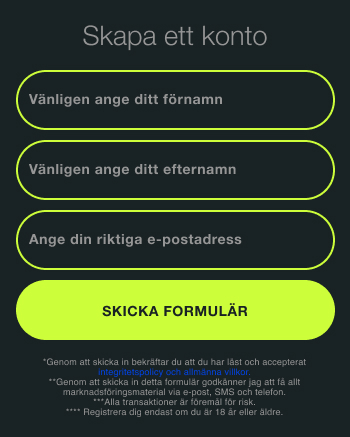 Skapa ett konto
Vänligen ange ditt förnamn
Vänligen ange ditt efternamn
Ange din riktiga e-postadress
SKICKA FORMULÄR
*Genom att skicka in bekräftar du att du har läst och accepterat
integritetspolicy och allmänna villkor.
**Genom att skicka in detta formulär godkänner jag att få allt
marknadsföringsmaterial via e-post, SMS och telefon.
***Alla transaktioner är föremål för risk.
**** Registrera dig endast om du är 18 år eller äldre.